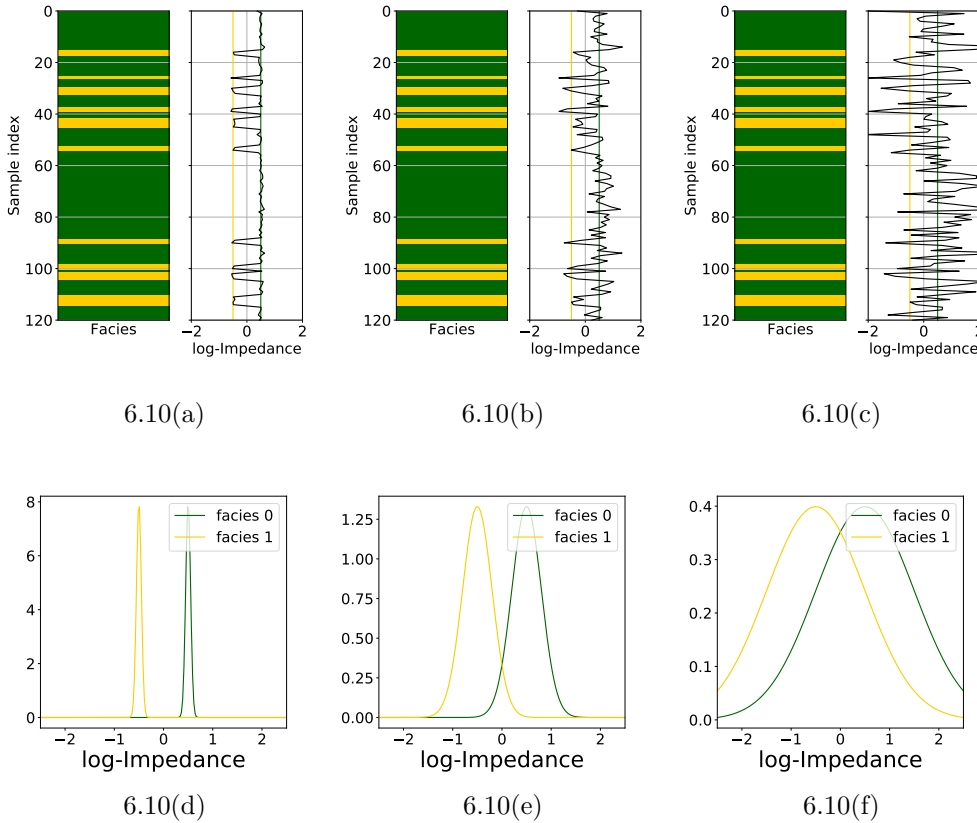 0
20
40
60
80
100
120
Sample index
Facies
−2
0
2
log-Impedance
0
20
40
60
80
100
120
Sample index
Facies
−2
0
2
log-Impedance
0
20
40
60
80
100
120
Sample index
Facies
−2
0
2
log-Impedance
6.10(a)
6.10(b)
6.10(c)
8
6
4
2
0
facies 0
facies 1
−2
−1
0
1
2
log-Impedance
1.25
1.00
0.75
0.50
0.25
0.00
facies 0
facies 1
−2
−1
0
1
2
log-Impedance
0.4
0.3
0.2
0.1
0.0
facies 0
facies 1
−2
−1
0
1
2
log-Impedance
6.10(d)
6.10(e)
6.10(f)